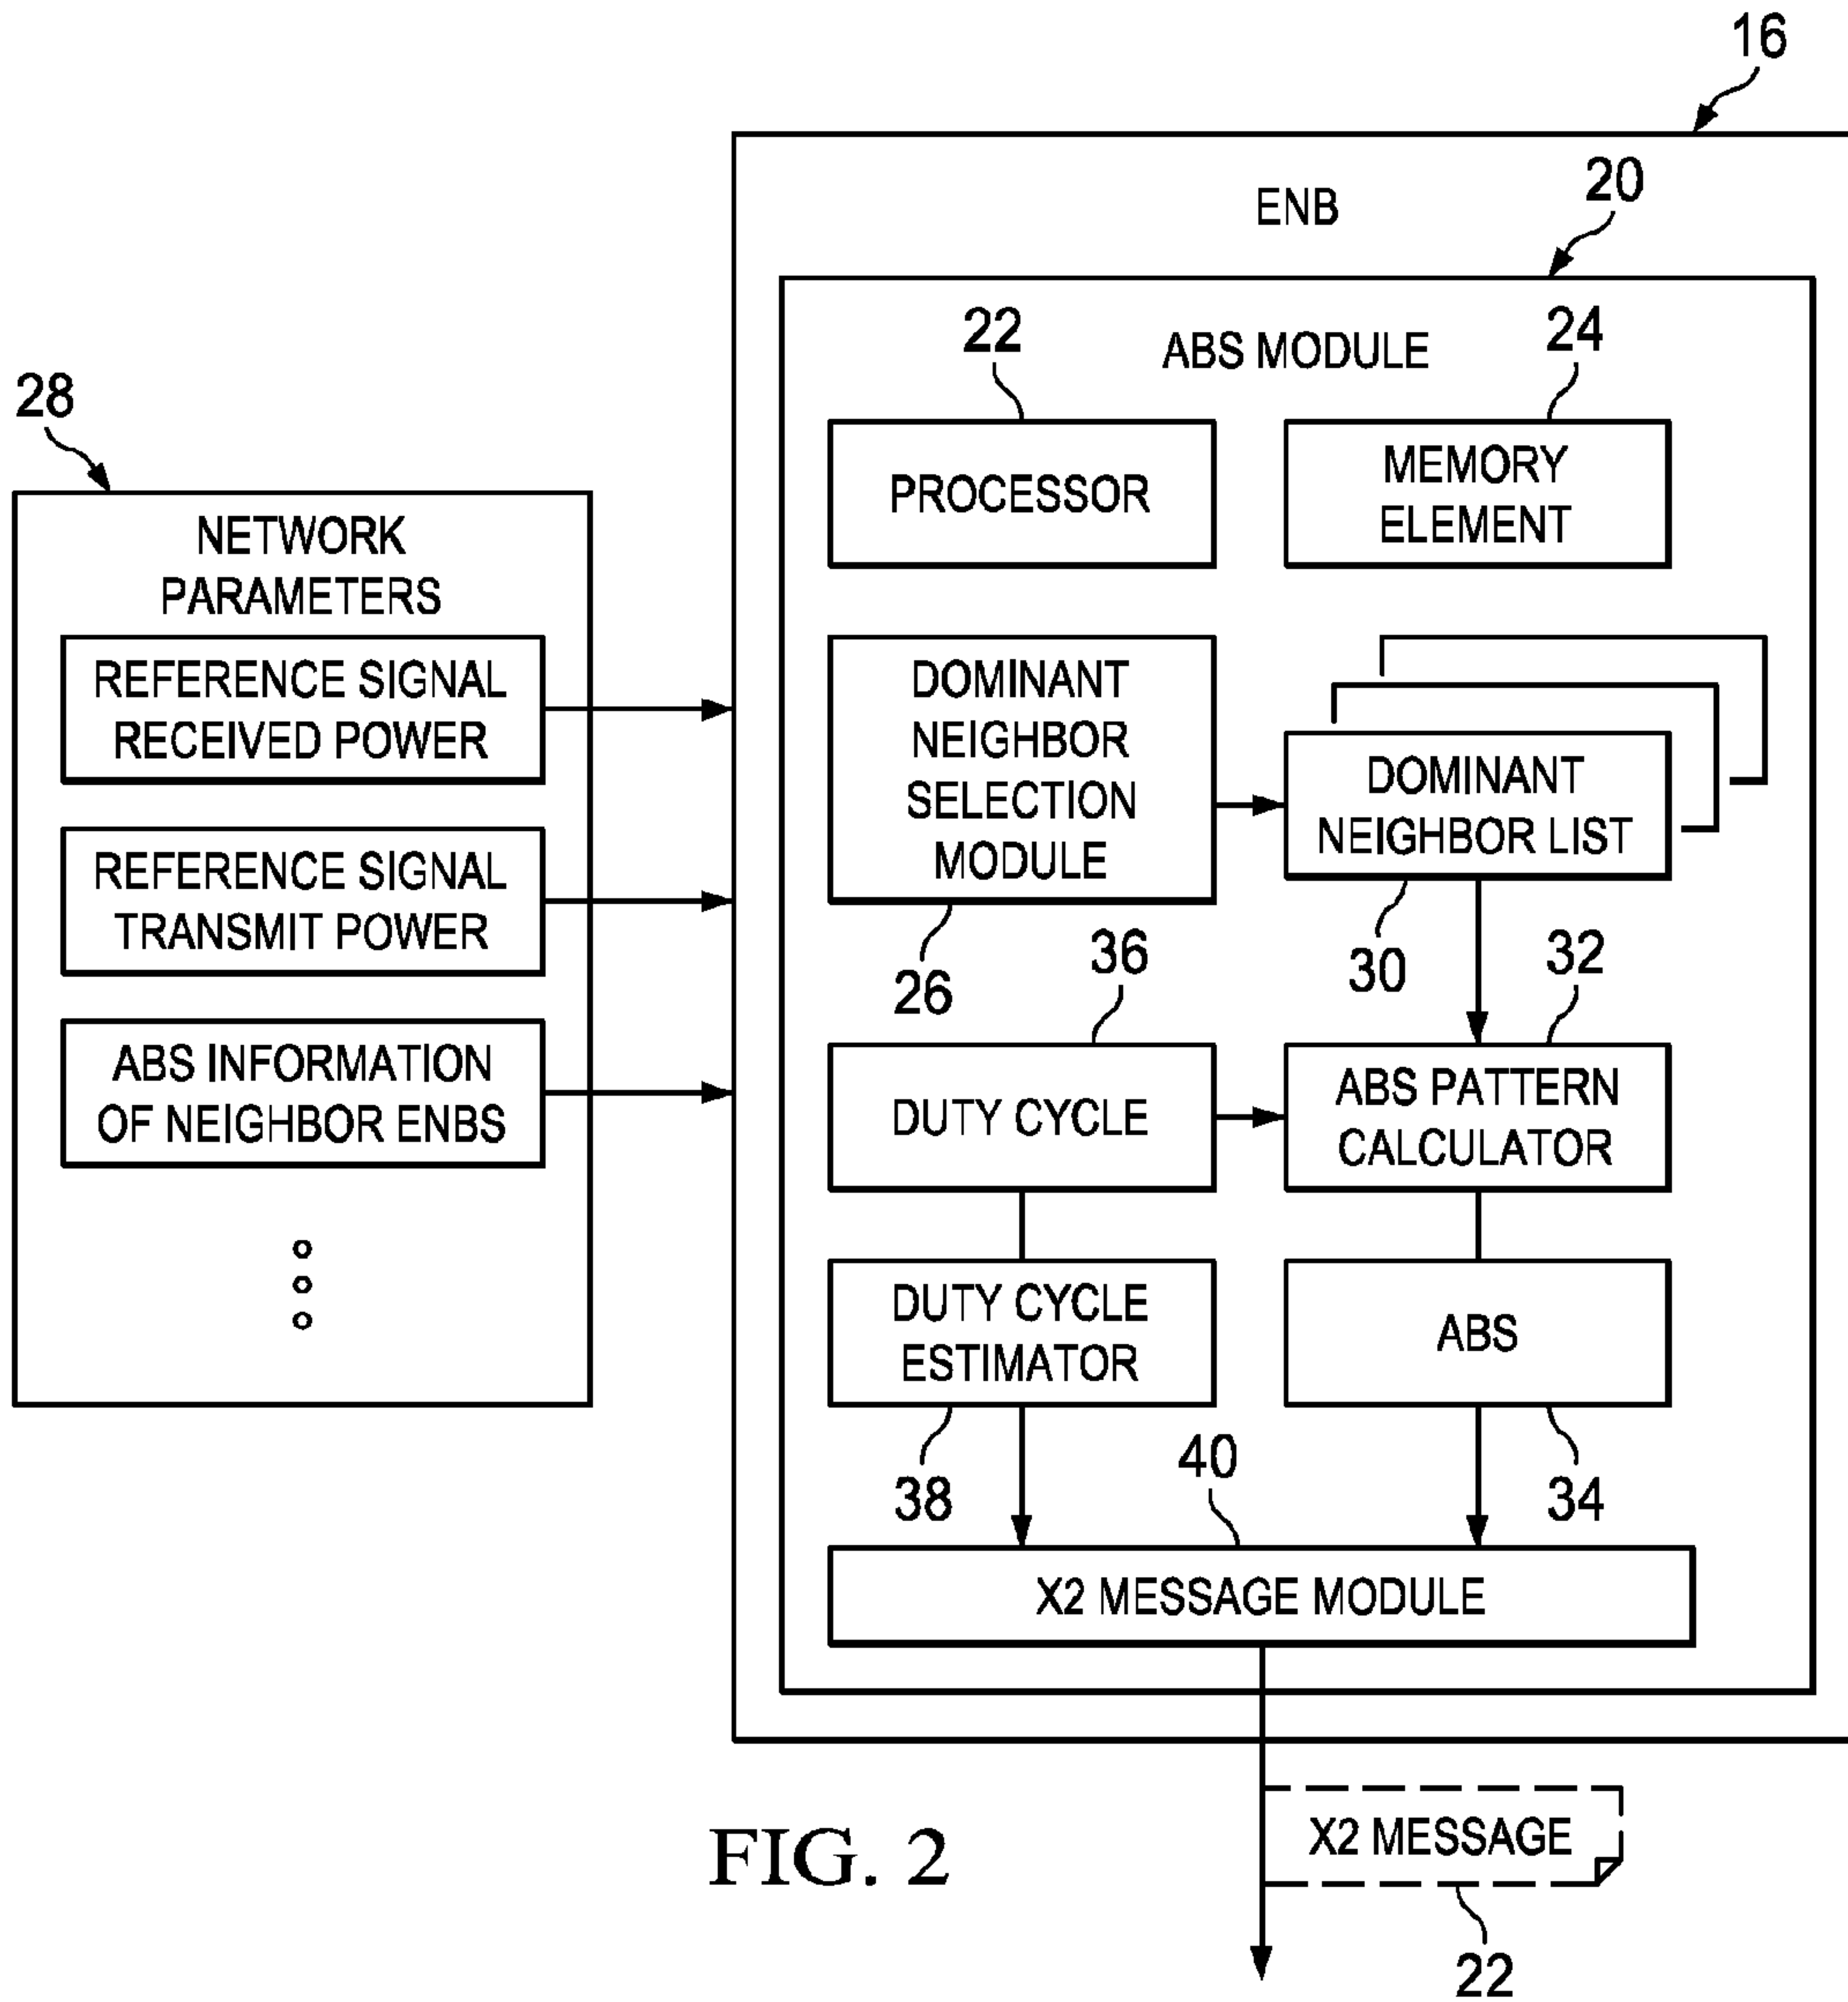 16
ENB
20
ABS MODULE
22
24
PROCESSOR
MEMORY
ELEMENT
28
NETWORK
PARAMETERS
REFERENCE SIGNAL
RECEIVED POWER
REFERENCE SIGNAL
TRANSMIT POWER
ABS INFORMATION
OF NEIGHBOR ENBS
DOMINANT
NEIGHBOR
SELECTION
MODULE
26
DOMINANT
NEIGHBOR LIST
30
36
32
DUTY CYCLE
ABS PATTERN
CALCULATOR
DUTY CYCLE
ESTIMATOR
38
ABS
34
40
X2 MESSAGE MODULE
X2 MESSAGE
22
FIG. 2